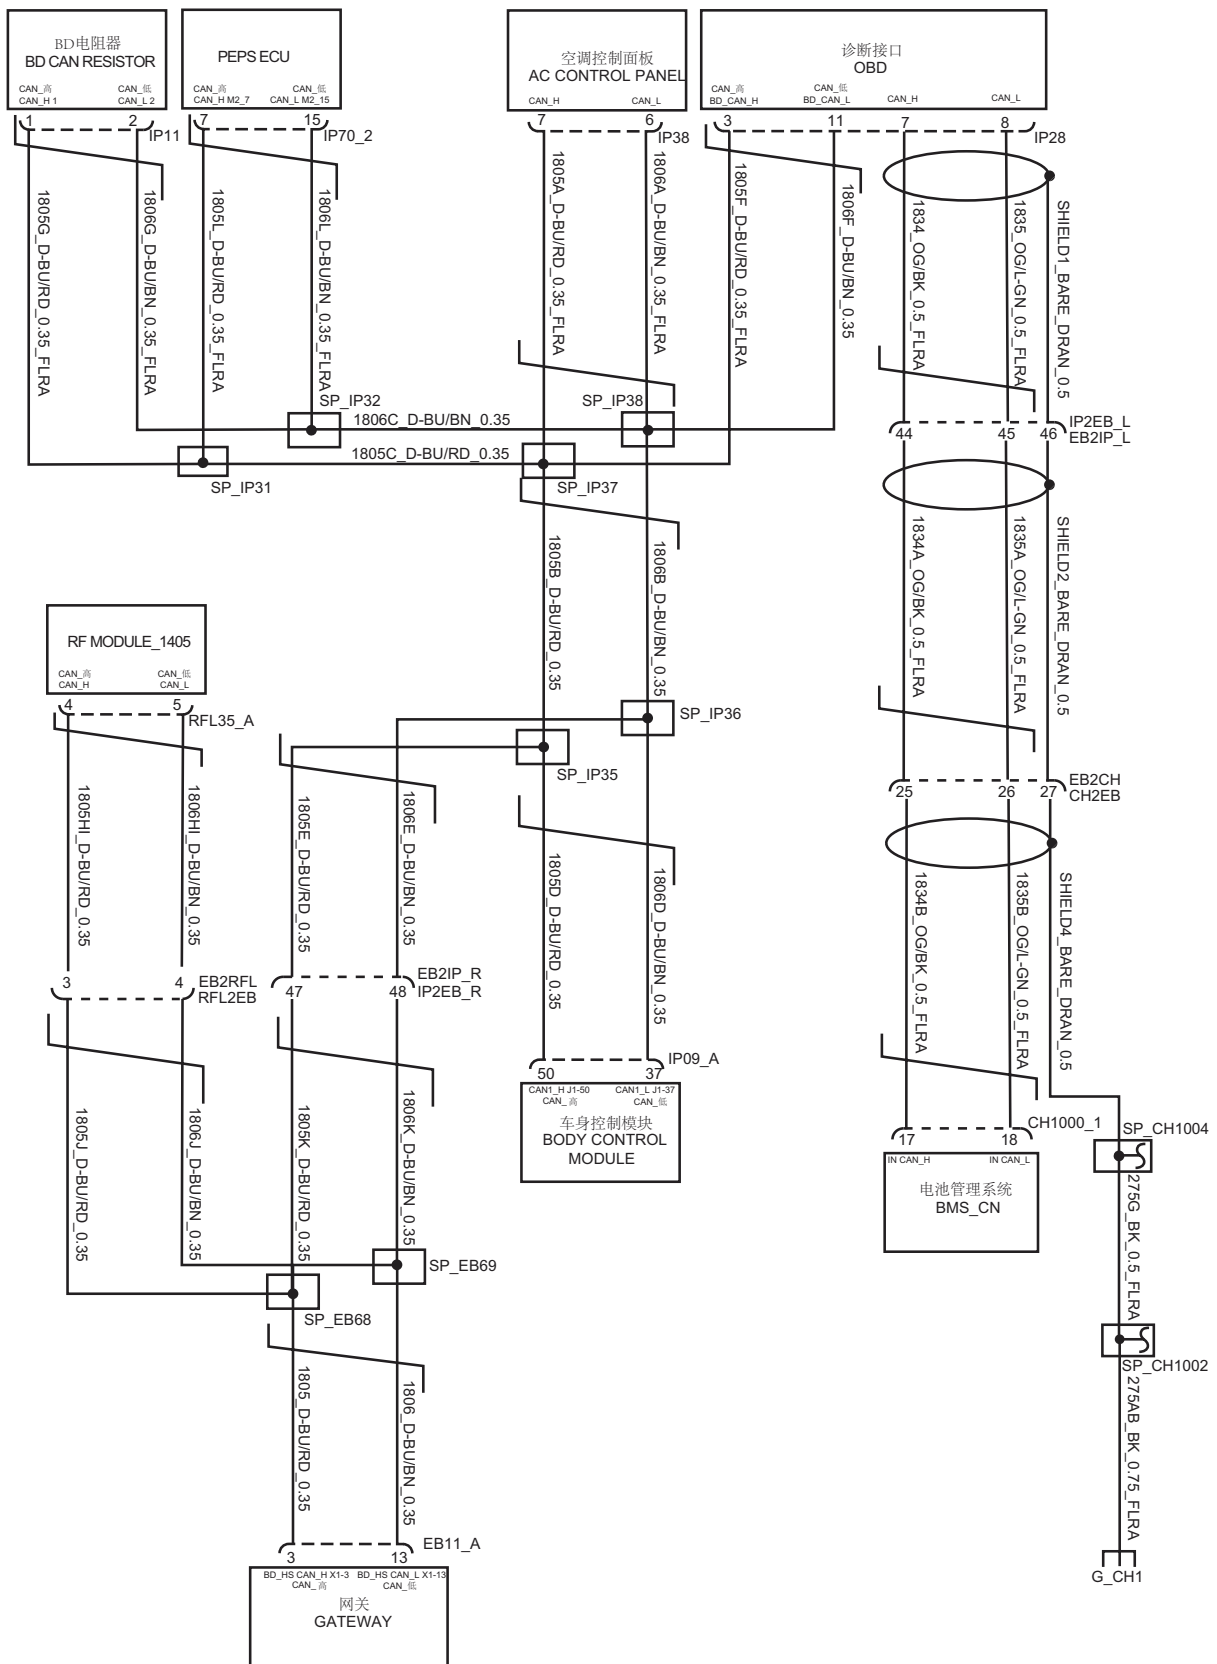 BD电阻器
BD CAN RESISTOR
CAN_高
CAN_H 1
CAN_低
CAN_L 2
1
2
IP11
PEPS ECU
CAN_高
CAN_H M2_7
CAN_低
CAN_L M2_15
7
15
IP70_2
空调控制面板
AC CONTROL PANEL
CAN_H
CAN_L
7
6
IP38
诊断接口
OBD
CAN_高
BD_CAN_H
CAN_低
BD_CAN_L
CAN_H
CAN_L
3
11
7
8
IP28
1805G_D-BU/RD_0.35_FLRA
1806G_D-BU/BN_0.35_FLRA
1805L_D-BU/RD_0.35_FLRA
1806L_D-BU/BN_0.35_FLRA
1805A_D-BU/RD_0.35_FLRA
1806A_D-BU/BN_0.35_FLRA
1805F_D-BU/RD_0.35_FLRA
1806F_D-BU/BN_0.35
1834_OG/BK_0.5_FLRA
1835_OG/L-GN_0.5_FLRA
SHIELD1_BARE_DRAN_0.5
SP_IP32
1806C_D-BU/BN_0.35
SP_IP38
1805C_D-BU/RD_0.35
SP_IP31
SP_IP37
44
45
46
IP2EB_L
EB2IP_L
1805B_D-BU/RD_0.35
1806B_D-BU/BN_0.35
1834A_OG/BK_0.5_FLRA
1835A_OG/L-GN_0.5_FLRA
SHIELD2_BARE_DRAN_0.5
RF MODULE_1405
CAN_高
CAN_H
CAN_低
CAN_L
4
5
RFL35_A
SP_IP36
SP_IP35
25
26
27
EB2CH
CH2EB
1805HI_D-BU/RD_0.35
1806HI_D-BU/BN_0.35
1805E_D-BU/RD_0.35
1806E_D-BU/BN_0.35
1805D_D-BU/RD_0.35
1806D_D-BU/BN_0.35
1834B_OG/BK_0.5_FLRA
1835B_OG/L-GN_0.5_FLRA
SHIELD4_BARE_DRAN_0.5
3
4
EB2RFL
RFL2EB
47
48
EB2IP_R
IP2EB_R
50
37
IP09_A
CAN1_H J1-50
CAN_高
CAN1_L J1-37
CAN_低
车身控制模块
BODY CONTROL
MODULE
17
18
CH1000_1
IN CAN_H
IN CAN_L
电池管理系统
BMS_CN
SP_CH1004
1805J_D-BU/RD_0.35
1806J_D-BU/BN_0.35
1805K_D-BU/RD_0.35
1806K_D-BU/BN_0.35
275G_BK_0.5_FLRA
SP_EB69
SP_EB68
SP_CH1002
1805_D-BU/RD_0.35
1806_D-BU/BN_0.35
275AB_BK_0.75_FLRA
3
13
EB11_A
BD_HS CAN_H X1-3
CAN_高
BD_HS CAN_L X1-13
CAN_低
网关
GATEWAY
G_CH1